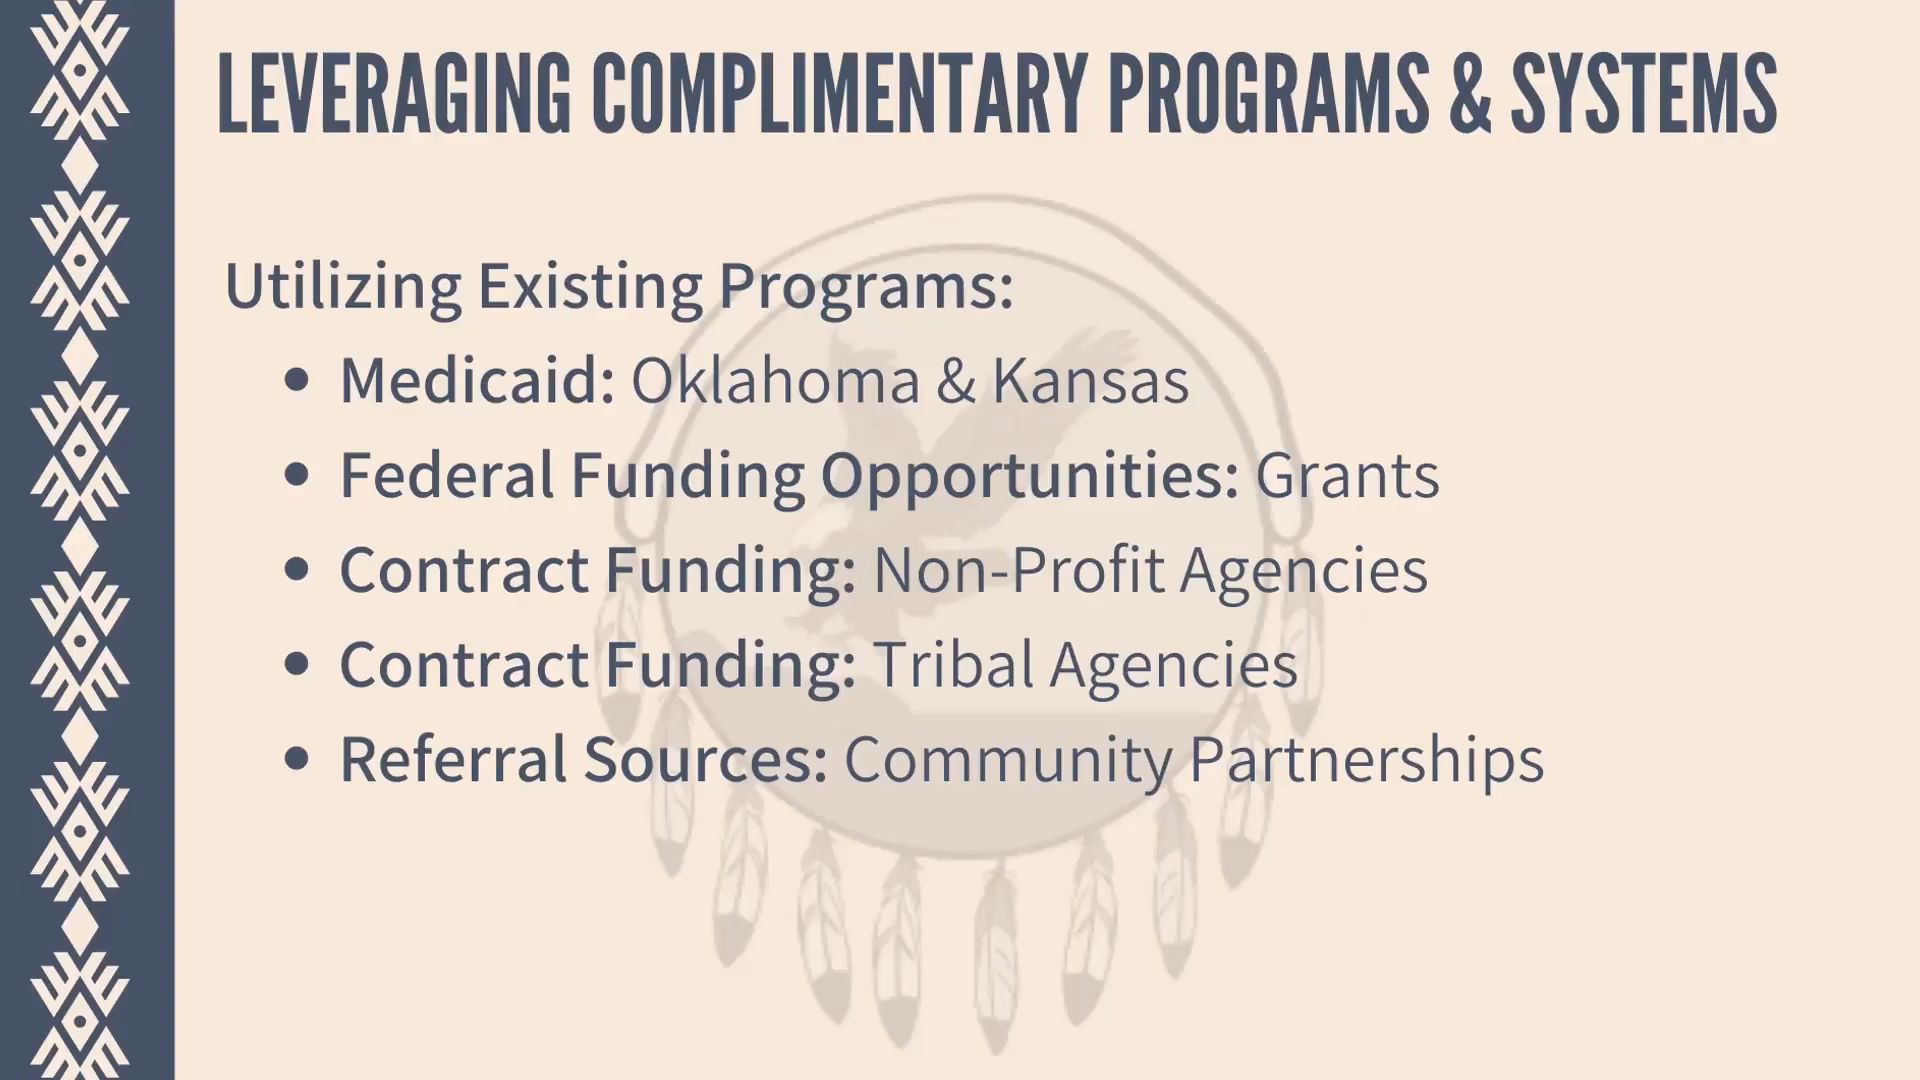 LEVERAGING COMPLIMENTARY PROGRAMS & SYSTEMS
Utilizing Existing Programs:
• Medicaid: Oklahoma & Kansas
• Federal Funding Opportunities: Grants
• Contract Funding: Non-Profit Agencies
• Contract Funding: Tribal Agencies
• Referral Sources: Community Partnerships